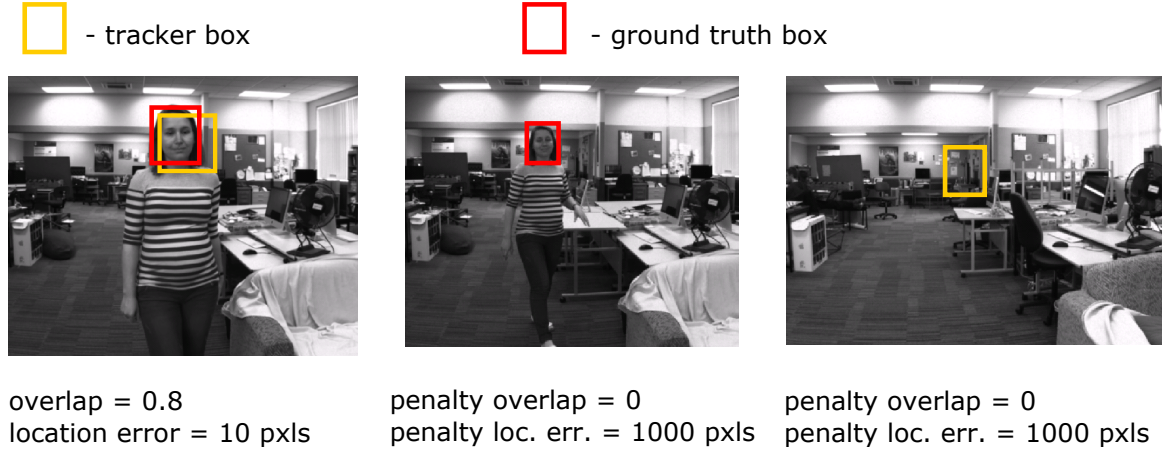 - tracker box
- ground truth box
overlap = 0.8
location error = 10 pxls
penalty overlap = 0
penalty loc. err. = 1000 pxls
penalty overlap = 0
penalty loc. err. = 1000 pxls